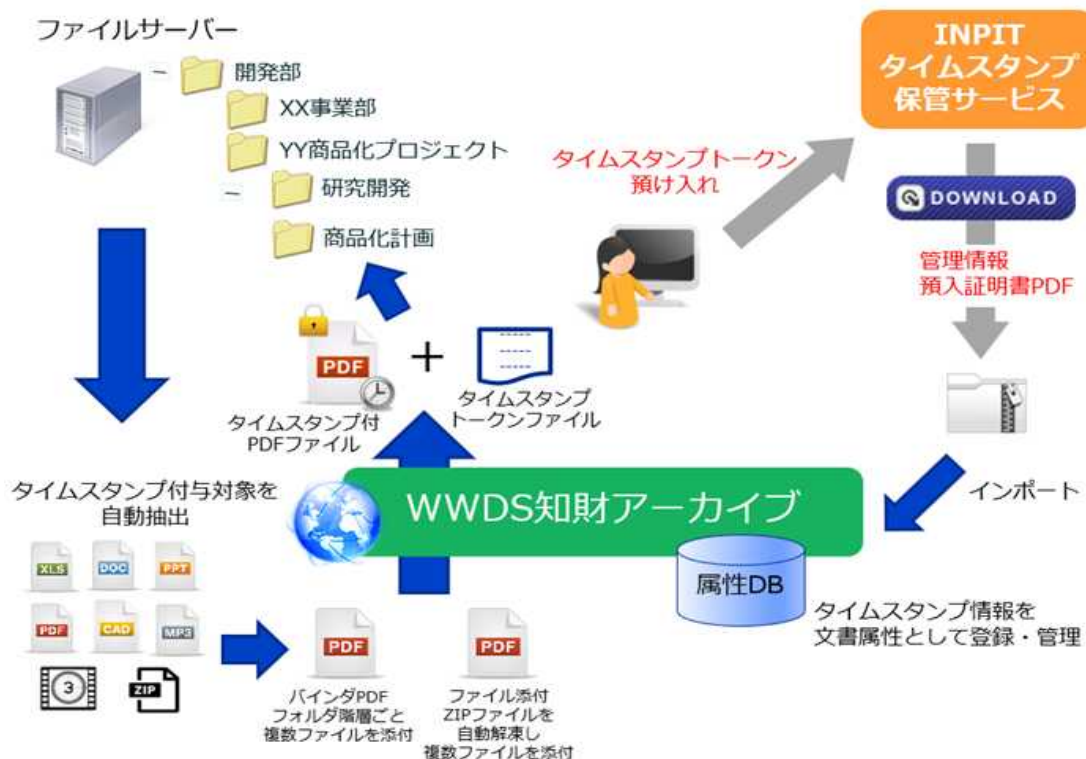 ファイルサーバー
開発部
XX事業部
YY商品化プロジェクト
研究開発
商品化計画
INPIT
タイムスタンプ
保管サービス
タイムスタンプトークン
預け入れ
DOWNLOAD
管理情報
預入証明書PDF
PDF
+
タイムスタンプ付
PDFファイル
タイムスタンプ
トークンファイル
タイムスタンプ付与対象を
自動抽出
WWDS知財アーカイブ
インポート
属性DB
タイムスタンプ情報を
文書属性として登録・管理
XLS
DOC
PPT
PDF
CAD
MP3
3
ZIP
PDF
バインダPDF
フォルダ階層ごと
複数ファイルを添付
PDF
ファイル添付
ZIPファイルを
自動解凍し
複数ファイルを添付